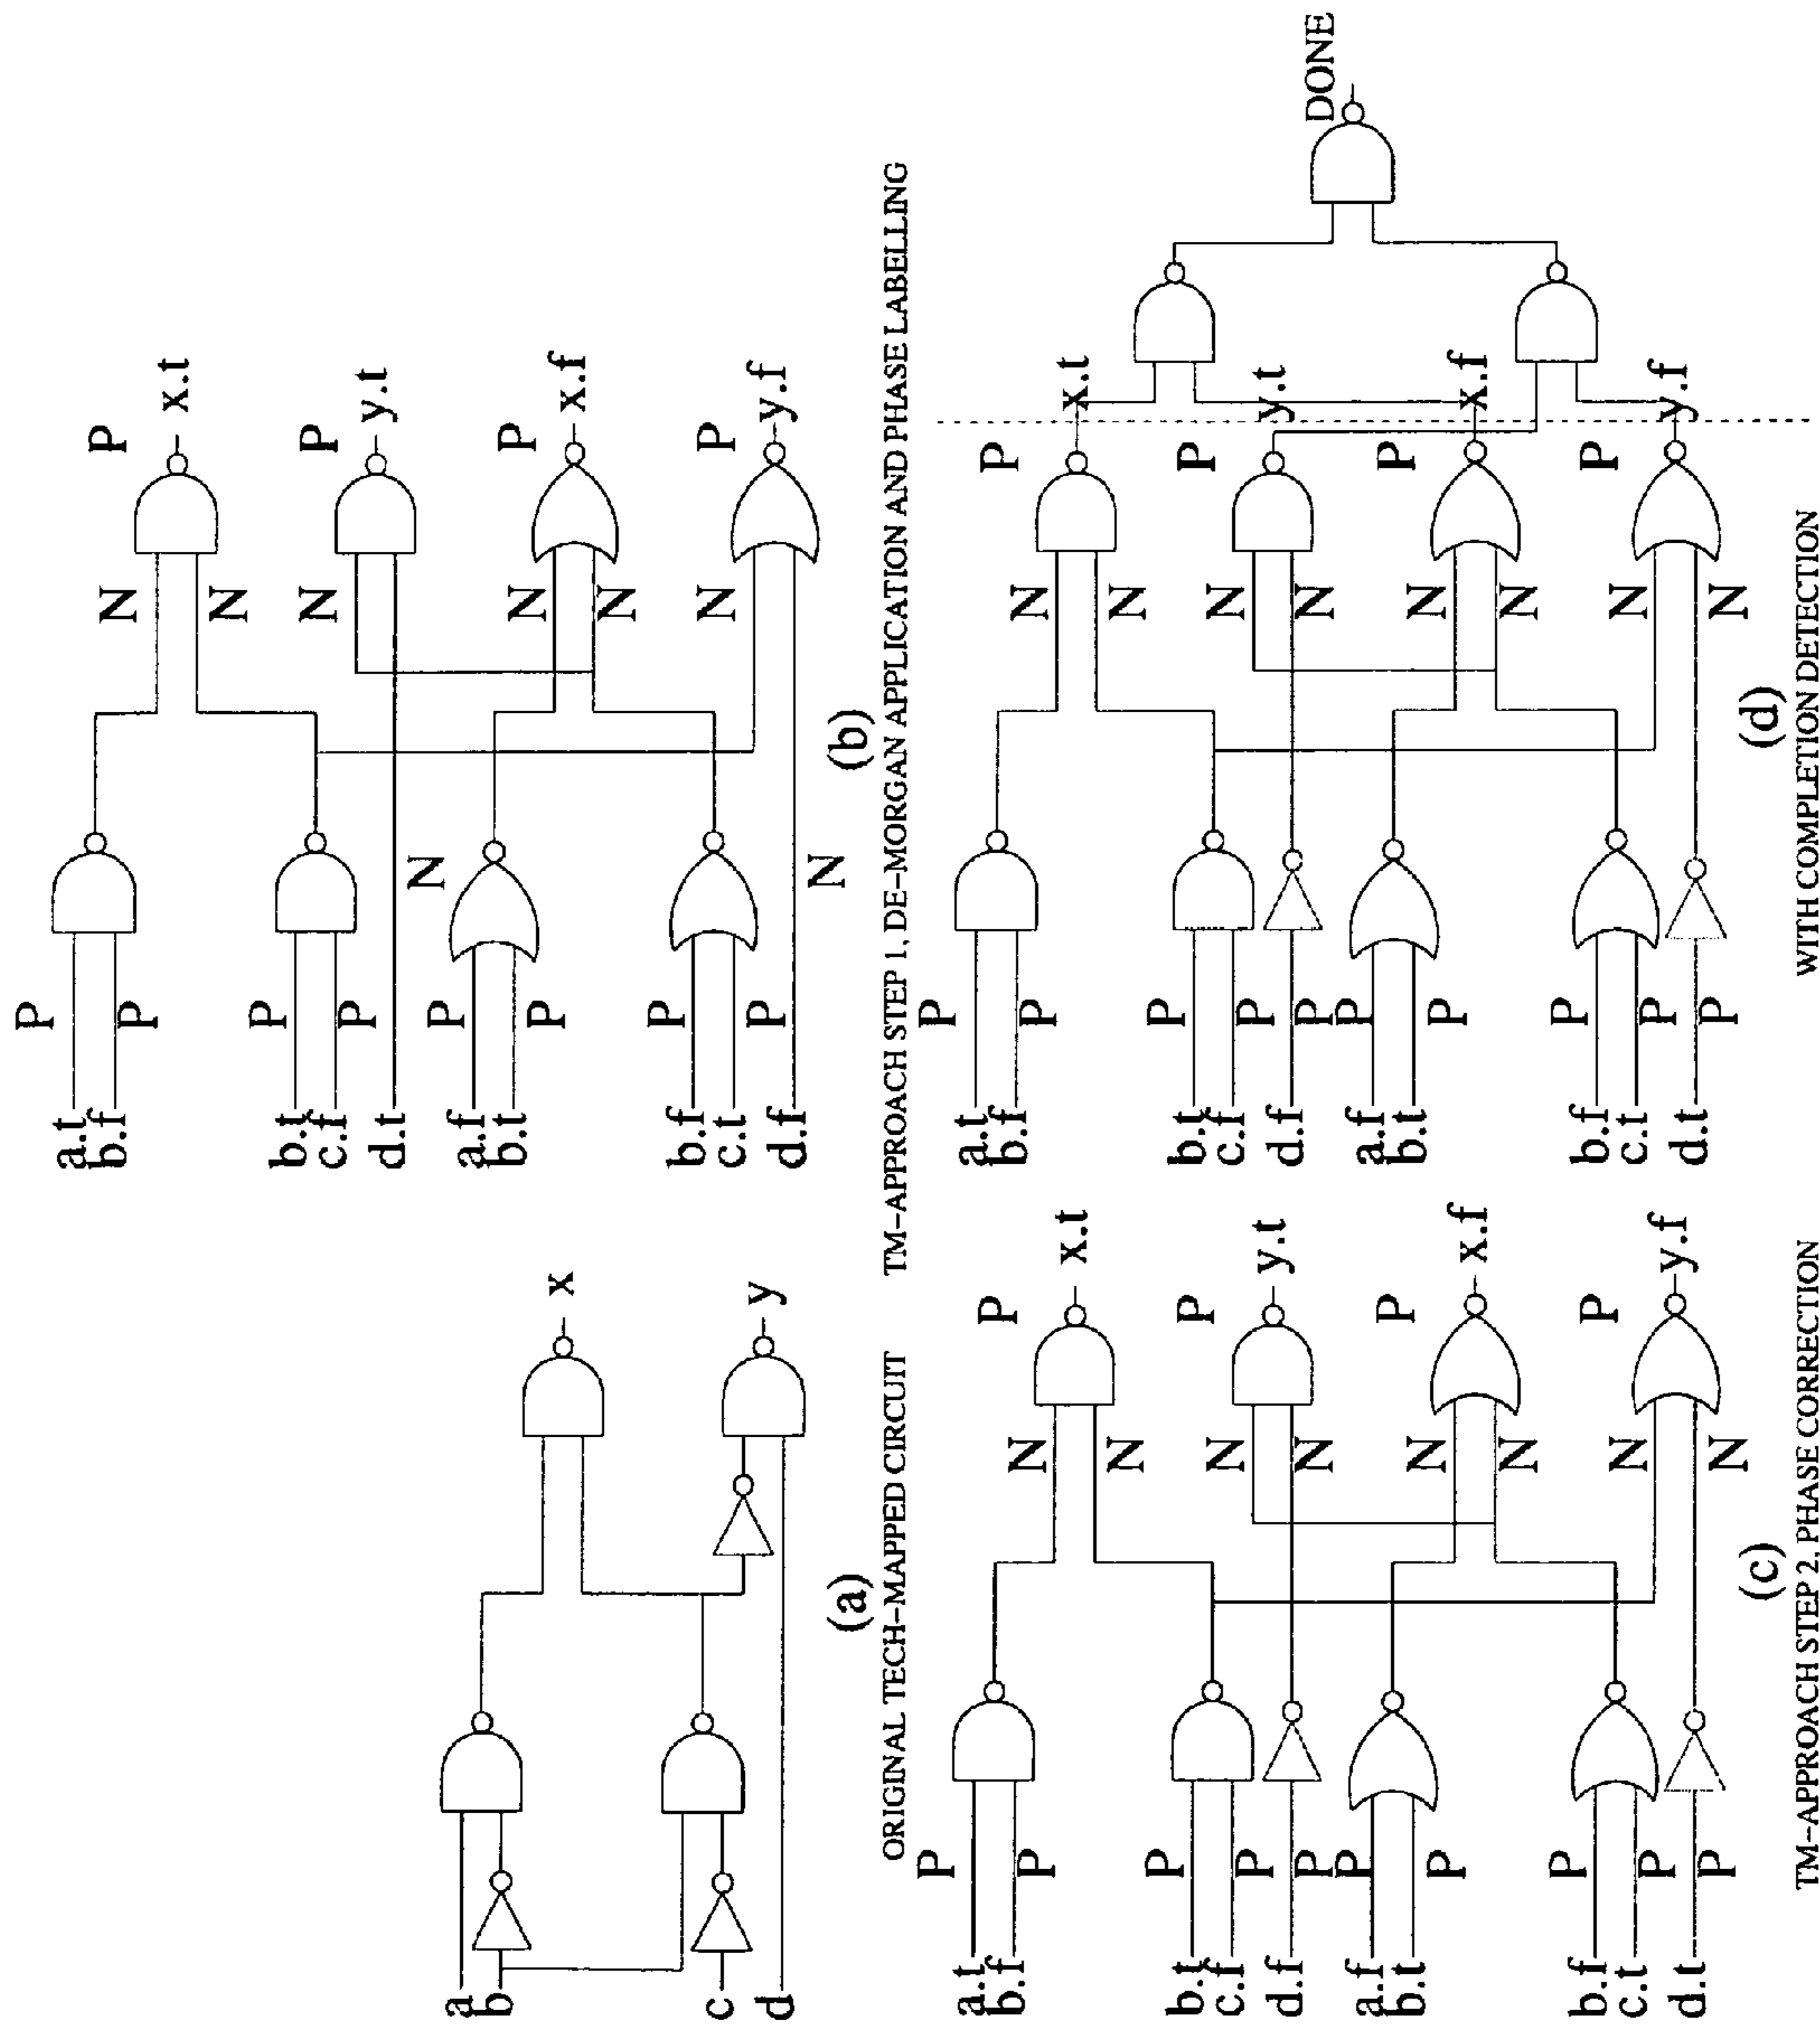 a
b
x
c
y
d
(a)
ORIGINAL TECH-MAPPED CIRCUIT
P
a.t
b.f
P
N
P
x.t
N
b.t
P
c.f
P
N
P
y.t
d.t
N
a.f
P
b.t
P
N
N
P
x.f
b.f
P
c.t
P
N
P
y.f
d.f
N
(b)
TM-APPROACH STEP 1, DE-MORGAN APPLICATION AND PHASE LABELLING
P
a.t
b.f
P
N
P
x.t
N
b.t
P
c.f
P
N
P
y.t
d.f
P
N
a.f
P
b.t
P
N
P
x.f
N
b.f
P
c.t
P
N
P
y.f
d.t
P
N
(c)
TM-APPROACH STEP 2, PHASE CORRECTION
P
a.t
b.f
P
N
P
x.t
N
b.t
P
c.f
P
N
P
y.t
d.f
P
N
DONE
a.f
P
b.t
P
N
P
x.f
N
b.f
P
c.t
P
N
P
y.f
d.t
P
N
(d)
WITH COMPLETION DETECTION